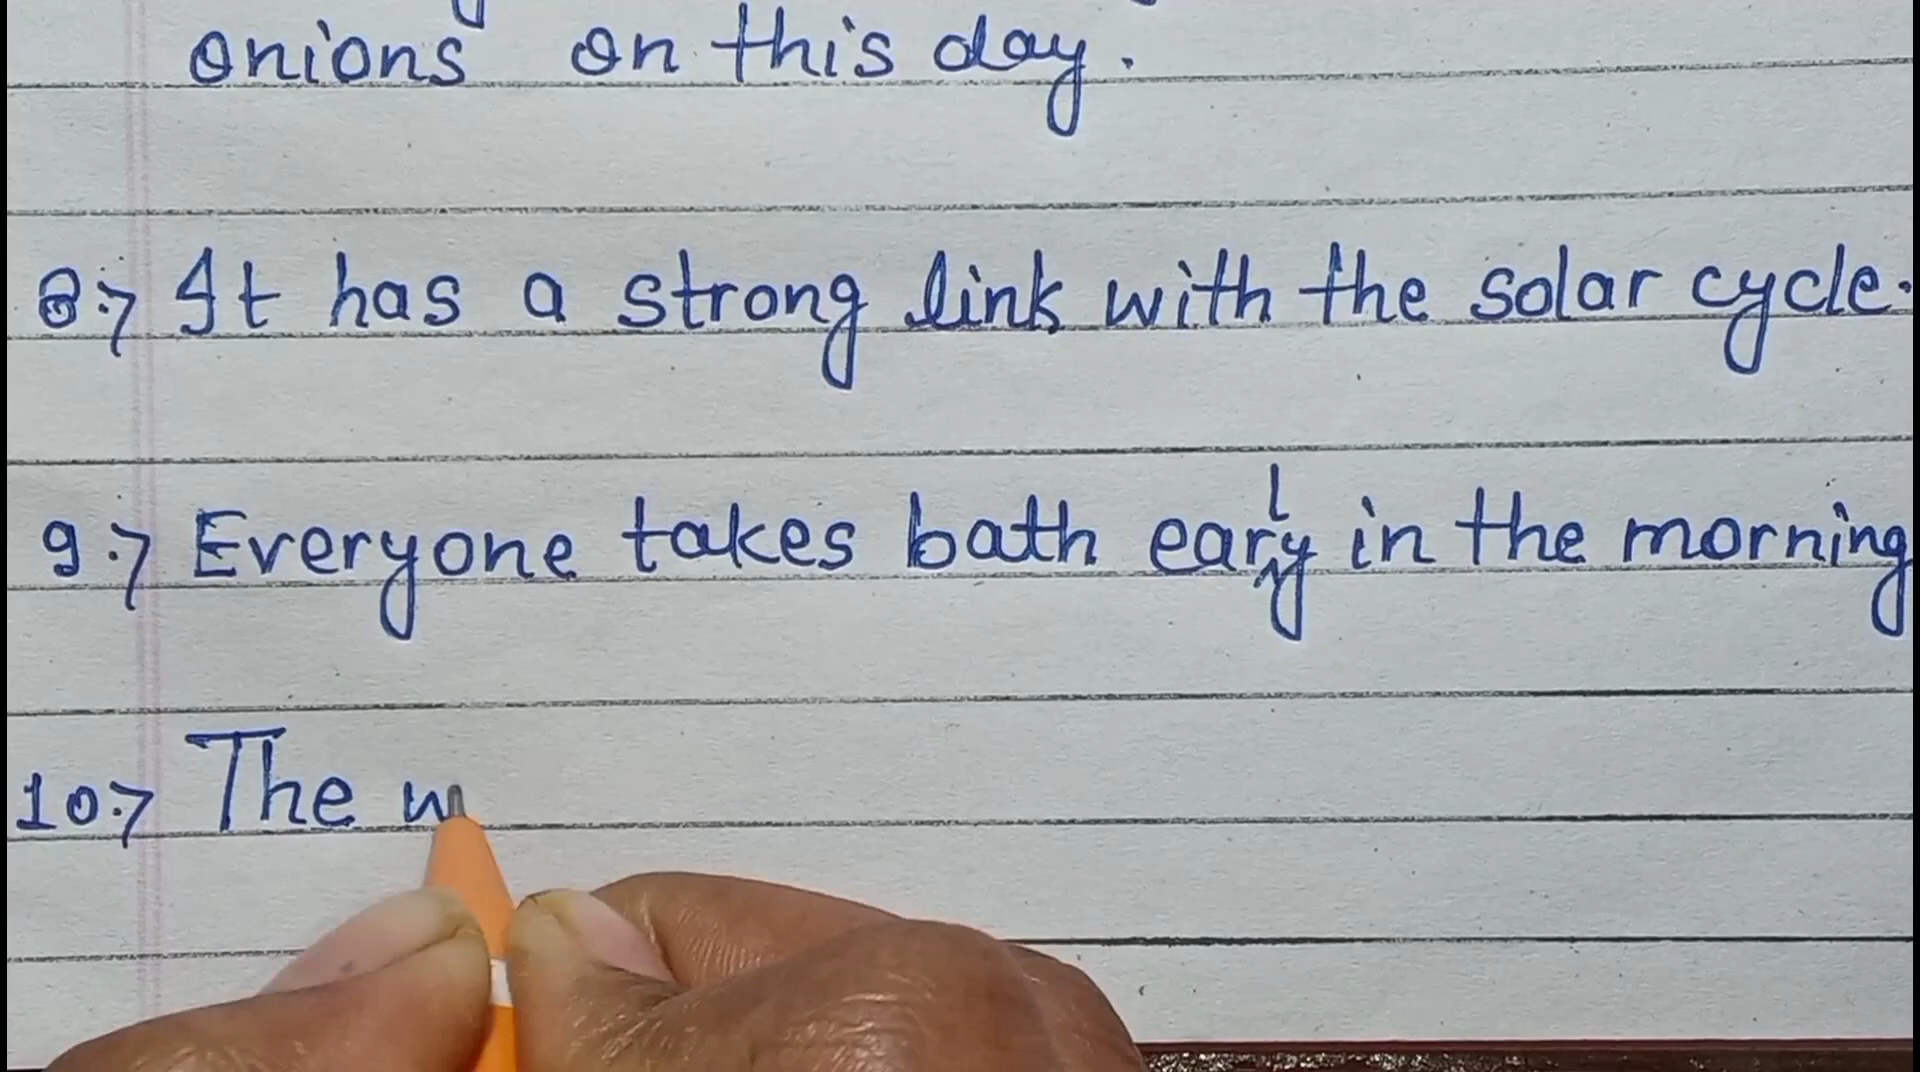 onions on this day.
8:7 It has a strong link with the solar cycle.
9:7 Everyone takes bath early in the morning
10:7 The w